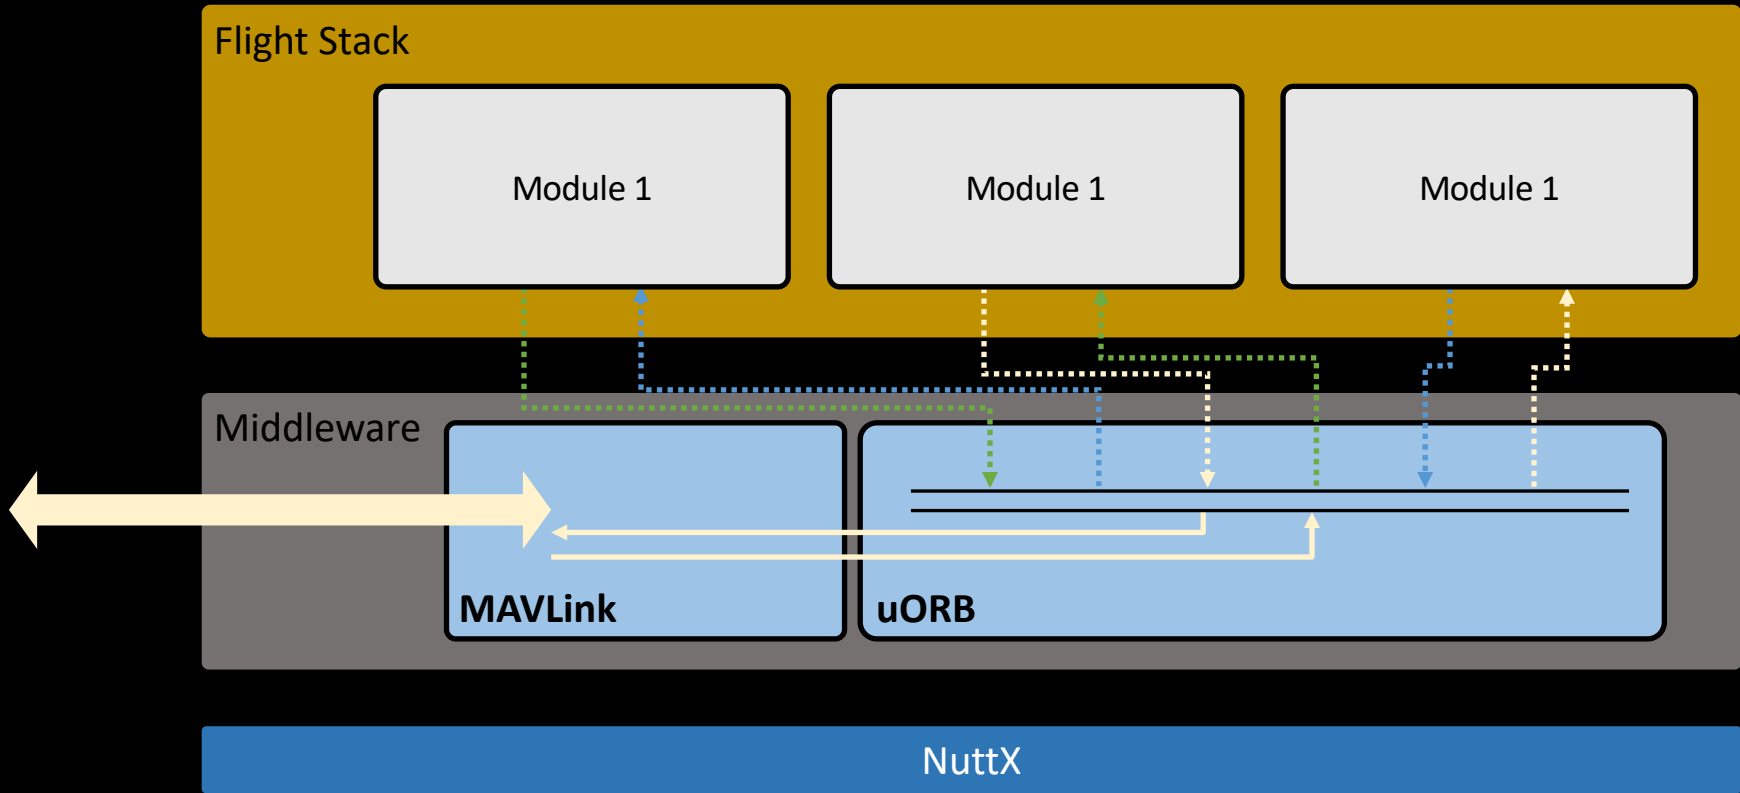 Flight Stack
Module 1
Module 1
Module 1
Middleware
MAVLink
uORB
NuttX